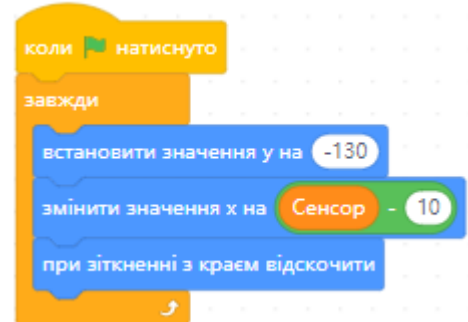 коли натиснуто
завжди
встановити значення y на -130
змінити значення x на Сенсор - 10
при зіткненні з краєм відскочити